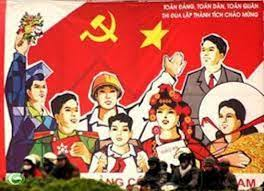 TOÀN ĐẢNG, TOÀN DÂN, TOÀN QUÂN
THI ĐUA LẬP THÀNH TÍCH CHÀO MỪNG